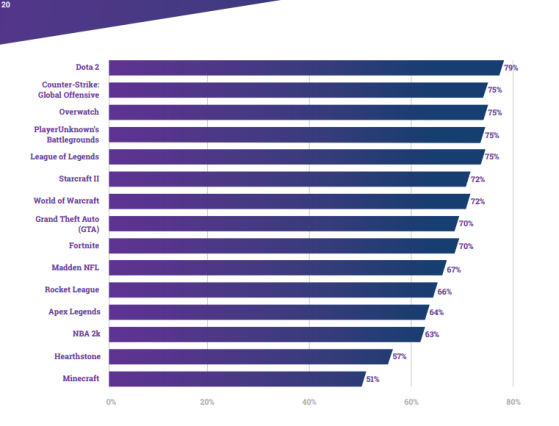 20
Dota 2
79%
Counter-Strike:
Global Offensive
75%
Overwatch
75%
PlayerUnknown's
Battlegrounds
75%
League of Legends
75%
Starcraft II
72%
World of Warcraft
72%
Grand Theft Auto
(GTA)
70%
Fortnite
70%
Madden NFL
67%
Rocket League
66%
Apex Legends
64%
NBA 2k
63%
Hearthstone
57%
Minecraft
51%
0%
20%
40%
60%
80%